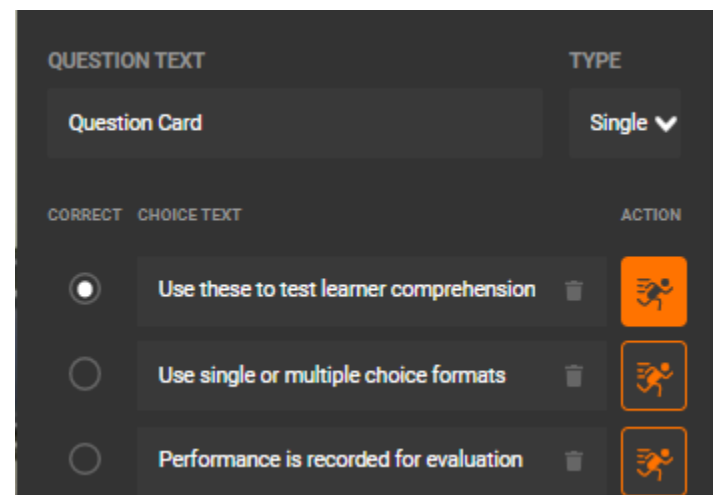 QUESTION TEXT TYPE
Question Card Single
CORRECT CHOICE TEXT ACTION
Use these to test learner comprehension
Use single or multiple choice formats
Performance is recorded for evaluation